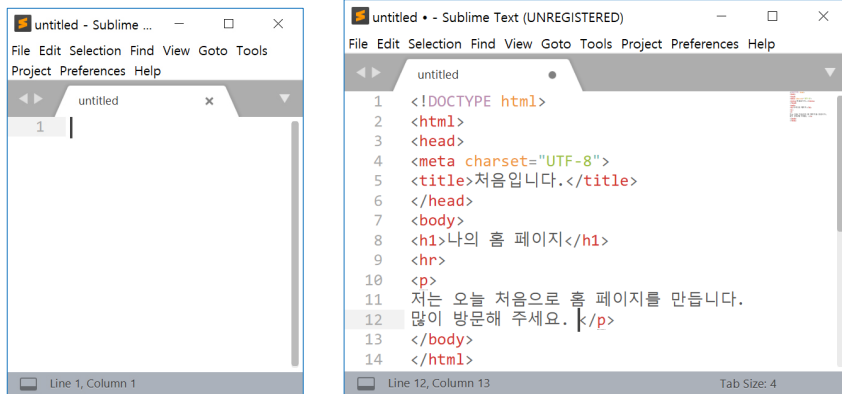 untitled - Sublime ...
File Edit Selection Find View Goto Tools
Project Preferences Help
untitled
1
Line 1, Column 1
untitled • - Sublime Text (UNREGISTERED)
File Edit Selection Find View Goto Tools Project Preferences Help
untitled
1 <!DOCTYPE html>
2 <html>
3 <head>
4 <meta charset="UTF-8">
5 <title>처음입니다.</title>
6 </head>
7 <body>
8 <h1>나의 홈 페이지</h1>
9 <hr>
10 <p>
11 저는 오늘 처음으로 홈 페이지를 만듭니다.
12 많이 방문해 주세요. </p>
13 </body>
14 </html>
Line 12, Column 13
Tab Size: 4